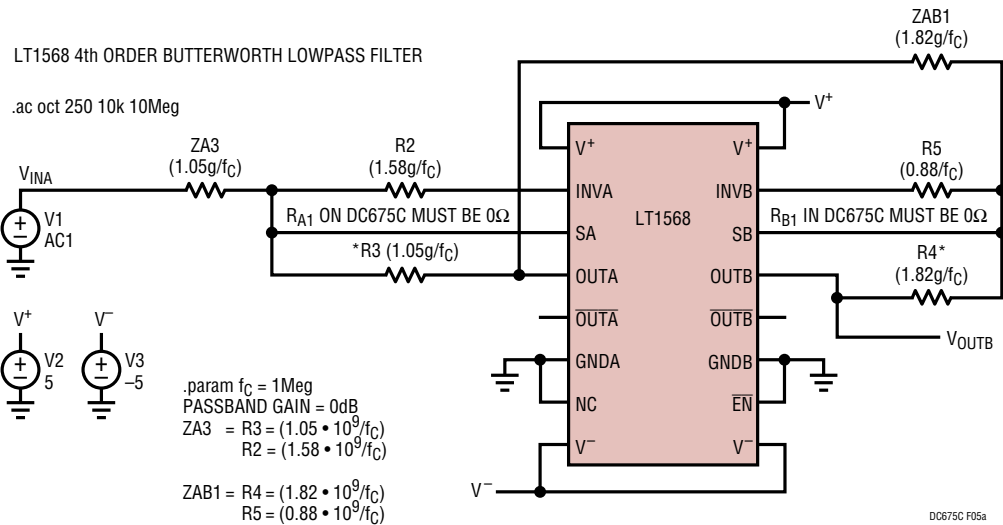 LT1568 4th ORDER BUTTERWORTH LOWPASS FILTER
.ac oct 250 10k 10Meg
ZAB1
(1.82g/fC)
V+
ZA3
(1.05g/fC)
R2
(1.58g/fC)
R5
(0.88/fC)
VINA
V1
AC1
RA1 ON DC675C MUST BE 0Ω
RB1 IN DC675C MUST BE 0Ω
*R3 (1.05g/fC)
R4*
(1.82g/fC)
LT1568
V+
INVA
SA
OUTA
OUTA
GNDA
NC
V–
V+
INVB
SB
OUTB
OUTB
GNDB
EN
V–
VOUTB
V+
V2
5
V–
V3
–5
.param fC = 1Meg
PASSBAND GAIN = 0dB
ZA3 = R3 = (1.05 • 10^9/fC)
R2 = (1.58 • 10^9/fC)
ZAB1 = R4 = (1.82 • 10^9/fC)
R5 = (0.88 • 10^9/fC)
V–
DC675C F05a